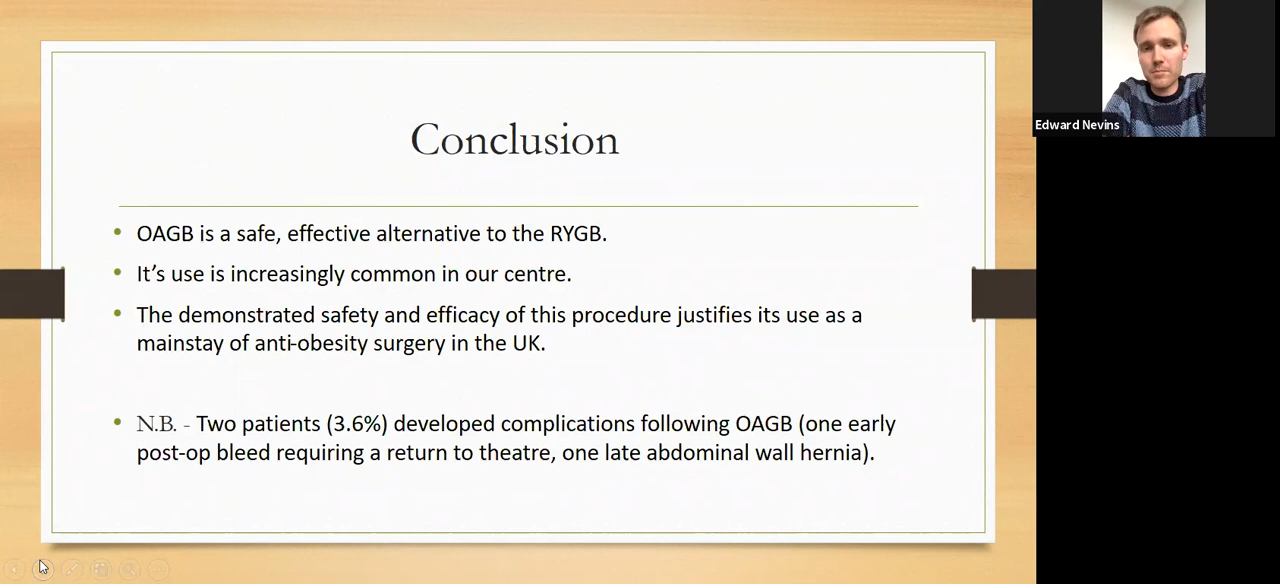 Conclusion
OAGB is a safe, effective alternative to the RYGB.
It's use is increasingly common in our centre.
The demonstrated safety and efficacy of this procedure justifies its use as a
mainstay of anti-obesity surgery in the UK.
N.B. - Two patients (3.6%) developed complications following OAGB (one early
post-op bleed requiring a return to theatre, one late abdominal wall hernia).
Edward Nevins